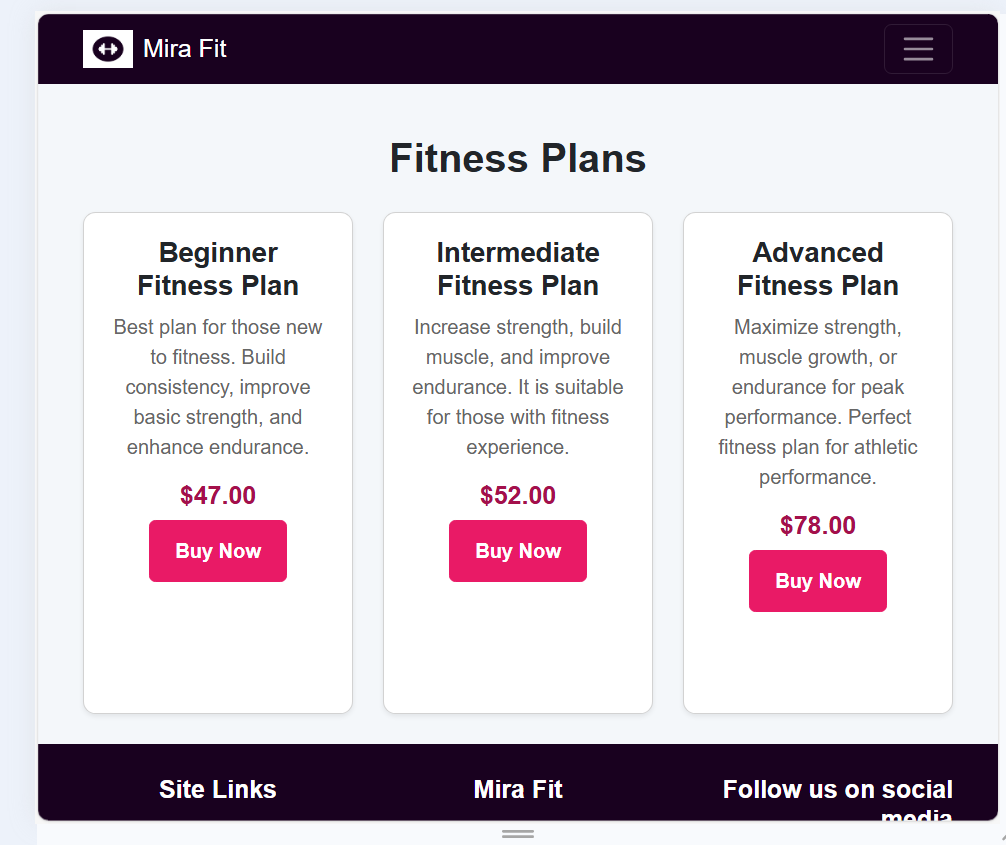 Mira Fit
Fitness Plans
Beginner
Fitness Plan
Best plan for those new
to fitness. Build
consistency, improve
basic strength, and
enhance endurance.
$47.00
Buy Now
Intermediate
Fitness Plan
Increase strength, build
muscle, and improve
endurance. It is suitable
for those with fitness
experience.
$52.00
Buy Now
Advanced
Fitness Plan
Maximize strength,
muscle growth, or
endurance for peak
performance. Perfect
fitness plan for athletic
performance.
$78.00
Buy Now
Site Links
Mira Fit
Follow us on social
media